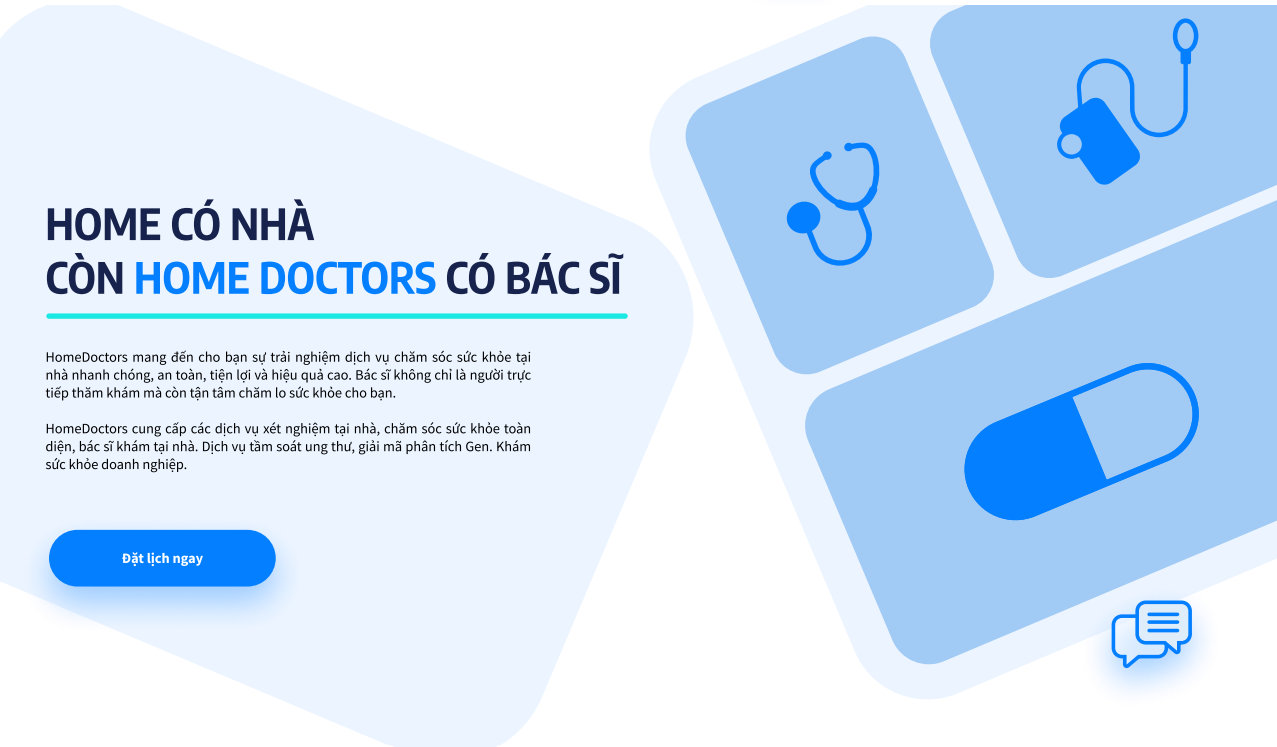 HOME CÓ NHÀ
CÒN HOME DOCTORS CÓ BÁC SĨ
HomeDoctors mang đến cho bạn sự trải nghiệm dịch vụ chăm sóc sức khỏe tại
nhà nhanh chóng, an toàn, tiện lợi và hiệu quả cao. Bác sĩ không chỉ là người trực
tiếp thăm khám mà còn tận tâm chăm lo sức khỏe cho bạn.
HomeDoctors cung cấp các dịch vụ xét nghiệm tại nhà, chăm sóc sức khỏe toàn
diện, bác sĩ khám tại nhà. Dịch vụ tầm soát ung thư, giải mã phân tích Gen. Khám
sức khỏe doanh nghiệp.
Đặt lịch ngay